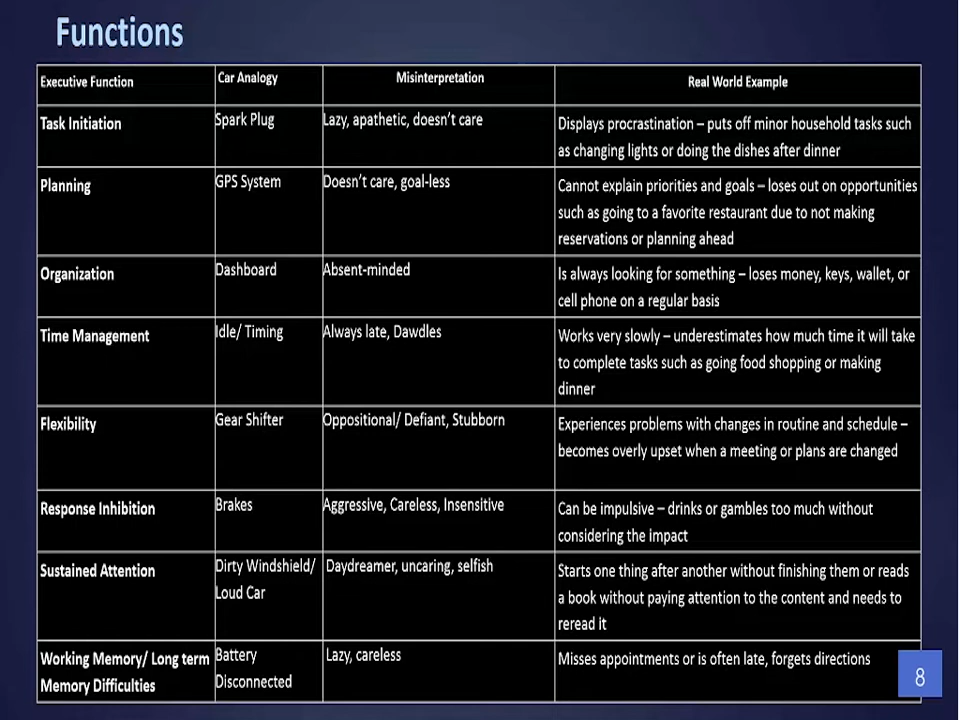 Functions
Executive Function
Car Analogy
Misinterpretation
Real World Example
Task Initiation
Spark Plug
Lazy, apathetic, doesn't care
Displays procrastination – puts off minor household tasks such
as changing lights or doing the dishes after dinner
Planning
GPS System
Doesn't care, goal-less
Cannot explain priorities and goals – loses out on opportunities
such as going to a favorite restaurant due to not making
reservations or planning ahead
Organization
Dashboard
Absent-minded
Is always looking for something – loses money, keys, wallet, or
cell phone on a regular basis
Time Management
Idle/ Timing
Always late, Dawdles
Works very slowly – underestimates how much time it will take
to complete tasks such as going food shopping or making
dinner
Flexibility
Gear Shifter
Oppositional/ Defiant, Stubborn
Experiences problems with changes in routine and schedule –
becomes overly upset when a meeting or plans are changed
Response Inhibition
Brakes
Aggressive, Careless, Insensitive
Can be impulsive – drinks or gambles too much without
considering the impact
Sustained Attention
Dirty Windshield/
Loud Car
Daydreamer, uncaring, selfish
Starts one thing after another without finishing them or reads
a book without paying attention to the content and needs to
reread it
Working Memory/ Long term
Memory Difficulties
Battery
Disconnected
Lazy, careless
Misses appointments or is often late, forgets directions
8